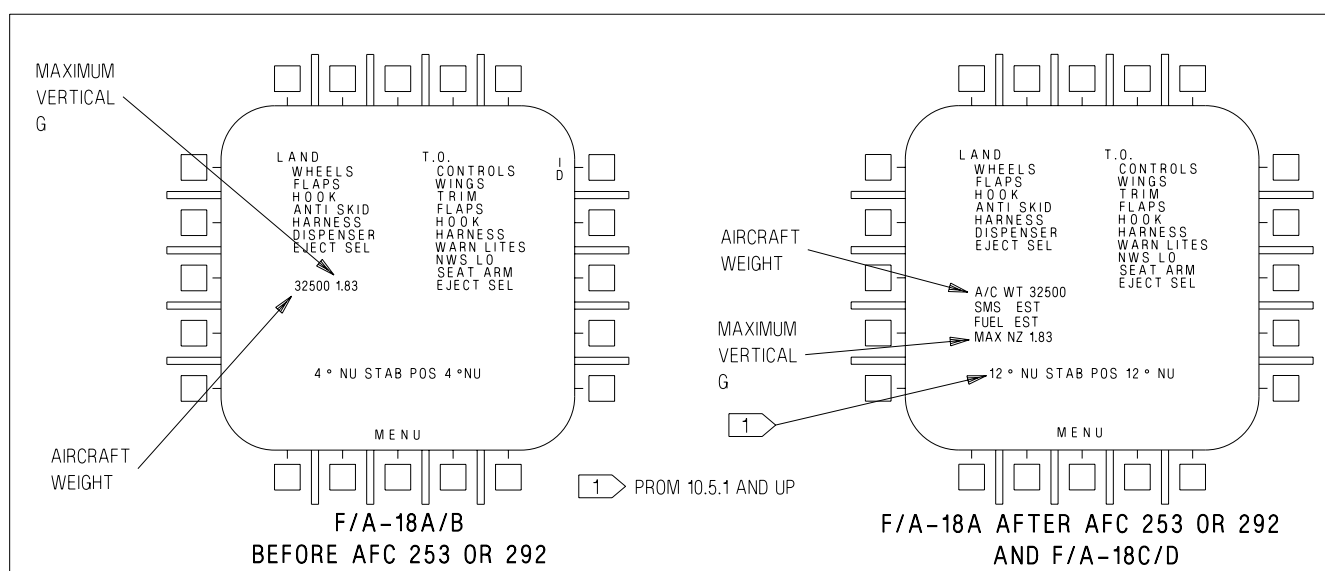 MAXIMUM
VERTICAL
G
LAND
WHEELS
FLAPS
HOOK
ANTI SKID
HARNESS
DISPENSER
EJECT SEL
32500 1.83
T.O.
CONTROLS
WINGS
TRIM
FLAPS
HOOK
HARNESS
WARN LITES
NWS LO
SEAT ARM
EJECT SEL
I
D
4° NU STAB POS 4°NU
MENU
AIRCRAFT
WEIGHT
F/A-18A/B
BEFORE AFC 253 OR 292
1 PROM 10.5.1 AND UP
LAND
WHEELS
FLAPS
HOOK
ANTI SKID
HARNESS
DISPENSER
EJECT SEL
T.O.
CONTROLS
WINGS
TRIM
FLAPS
HOOK
HARNESS
WARN LITES
NWS LO
SEAT ARM
EJECT SEL
AIRCRAFT
WEIGHT
A/C WT 32500
SMS EST
FUEL EST
MAX NZ 1.83
MAXIMUM
VERTICAL
G
12° NU STAB POS 12° NU
1
MENU
F/A-18A AFTER AFC 253 OR 292
AND F/A-18C/D